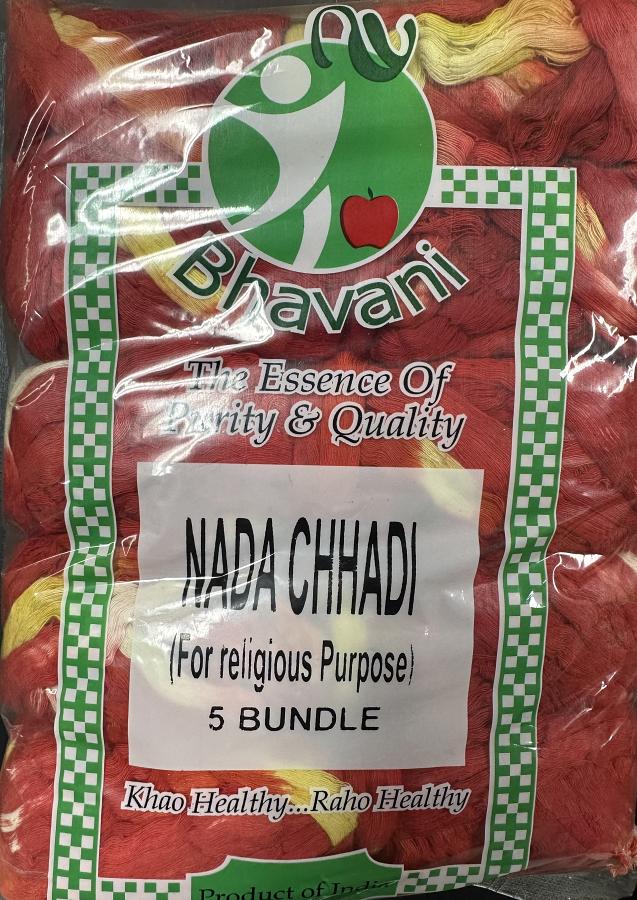 Bhavani
The Essence Of
Purity & Quality
NADA CHHADI
(For religious Purpose)
5 BUNDLE
Khao Healthy...Raho Healthy
Product of India